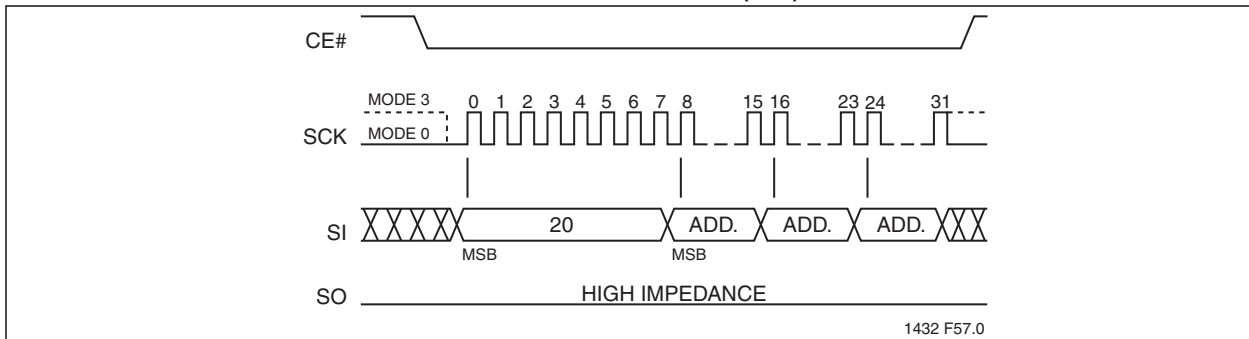 CE#
MODE 3
0 1 2 3 4 5 6 7 8 15 16 23 24 31
SCK
MODE 0
SI
20 ADD. ADD. ADD.
MSB MSB
SO
HIGH IMPEDANCE
1432 F57.0